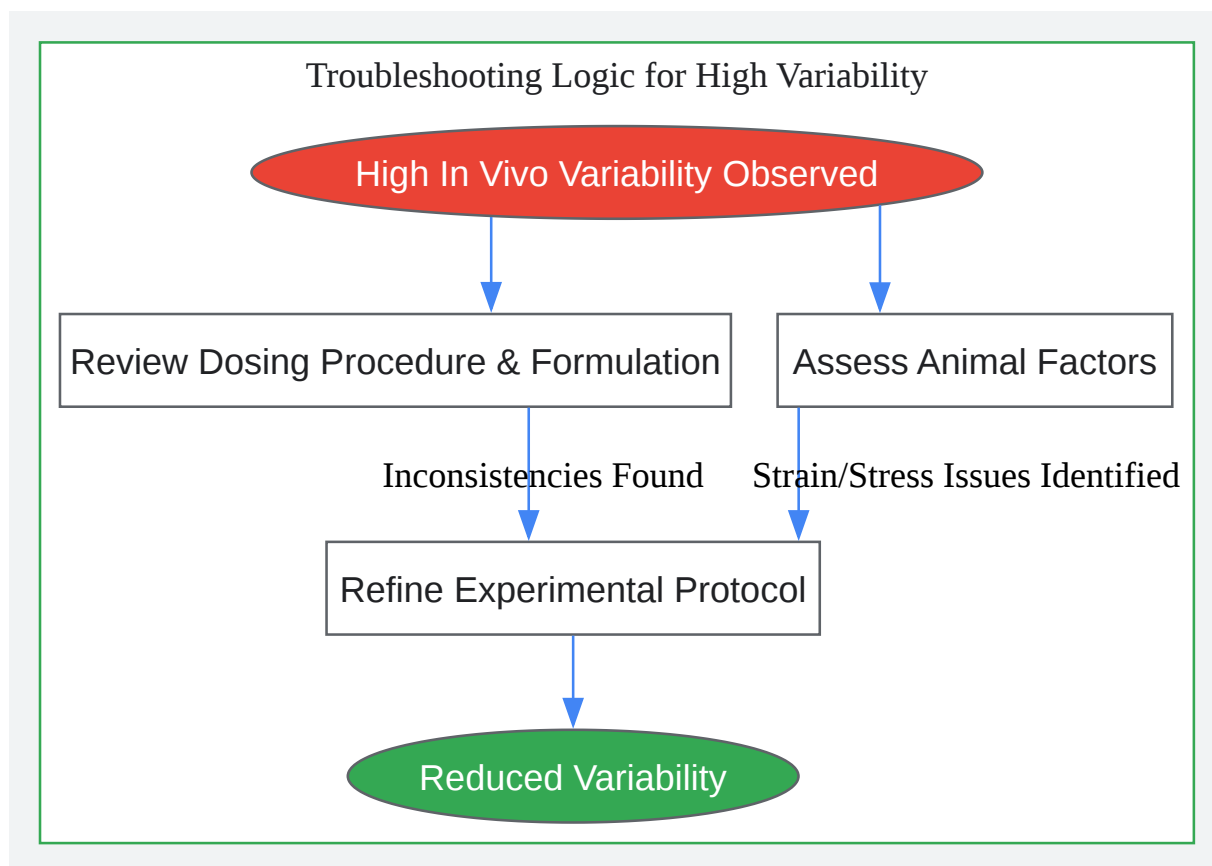 Troubleshooting Logic for High Variability
High In Vivo Variability Observed
Review Dosing Procedure & Formulation
Assess Animal Factors
Inconsistencies Found
Strain/Stress Issues Identified
Refine Experimental Protocol
Reduced Variability